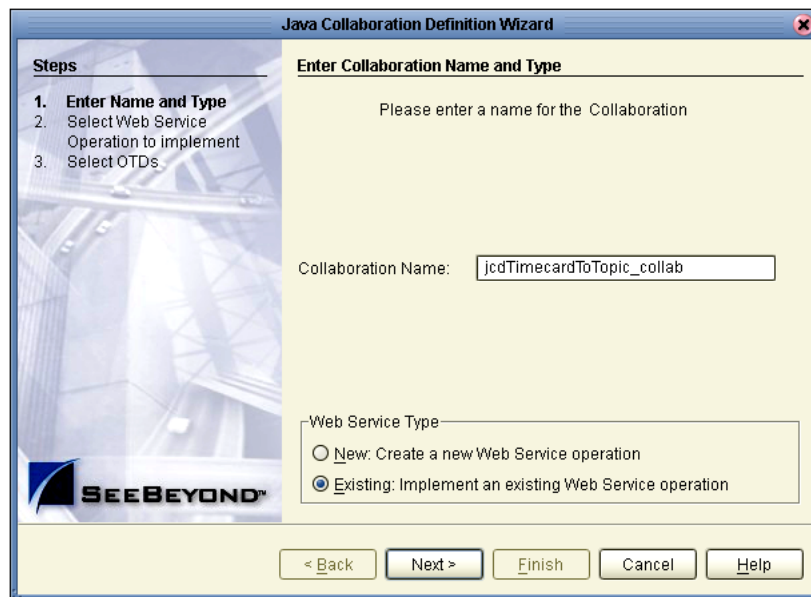 Java Collaboration Definition Wizard
Steps
1. Enter Name and Type
2. Select Web Service
Operation to implement
3. Select OTDs
SEEBEYOND™
Enter Collaboration Name and Type
Please enter a name for the Collaboration
Collaboration Name: jcdTimecardToTopic_collab
Web Service Type
New: Create a new Web Service operation
Existing: Implement an existing Web Service operation
< Back Next > Finish Cancel Help